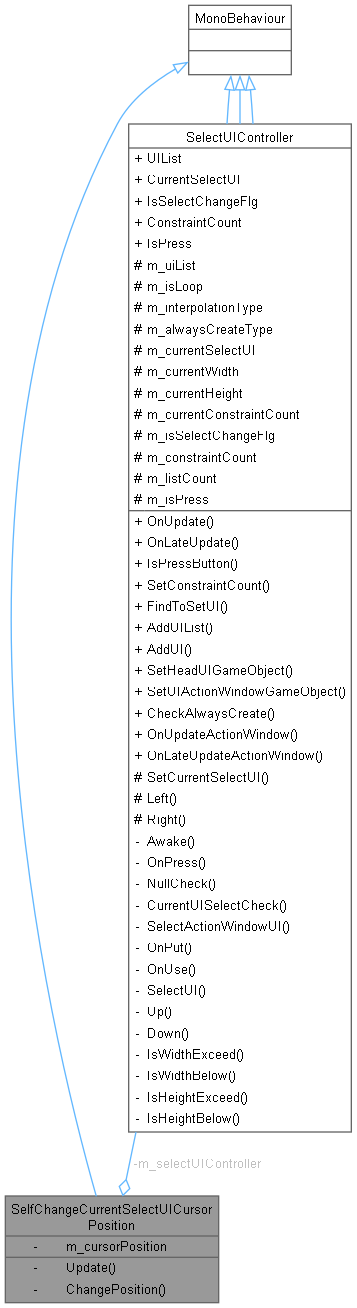 MonoBehaviour
SelectUIController
+ UIList
+ CurrentSelectUI
+ IsSelectChangeFlg
+ ConstraintCount
+ IsPress
# m_uiList
# m_isLoop
# m_interpolationType
# m_alwaysCreateType
# m_currentSelectUI
# m_currentWidth
# m_currentHeight
# m_currentConstraintCount
# m_isSelectChangeFlg
# m_constraintCount
# m_listCount
# m_isPress
+ OnUpdate()
+ OnLateUpdate()
+ IsPressButton()
+ SetConstraintCount()
+ FindToSetUI()
+ AddUIList()
+ AddUI()
+ SetHeadUIGameObject()
+ SetUIActionWindowGameObject()
+ CheckAlwaysCreate()
+ OnUpdateActionWindow()
+ OnLateUpdateActionWindow()
# SetCurrentSelectUI()
# Left()
# Right()
- Awake()
- OnPress()
- NullCheck()
- CurrentUISelectCheck()
- SelectActionWindowUI()
- OnPut()
- OnUse()
- SelectUI()
- Up()
- Down()
- IsWidthExceed()
- IsWidthBelow()
- IsHeightExceed()
- IsHeightBelow()
-m_selectUIController
SelfChangeCurrentSelectUICursor
Position
- m_cursorPosition
- Update()
- ChangePosition()